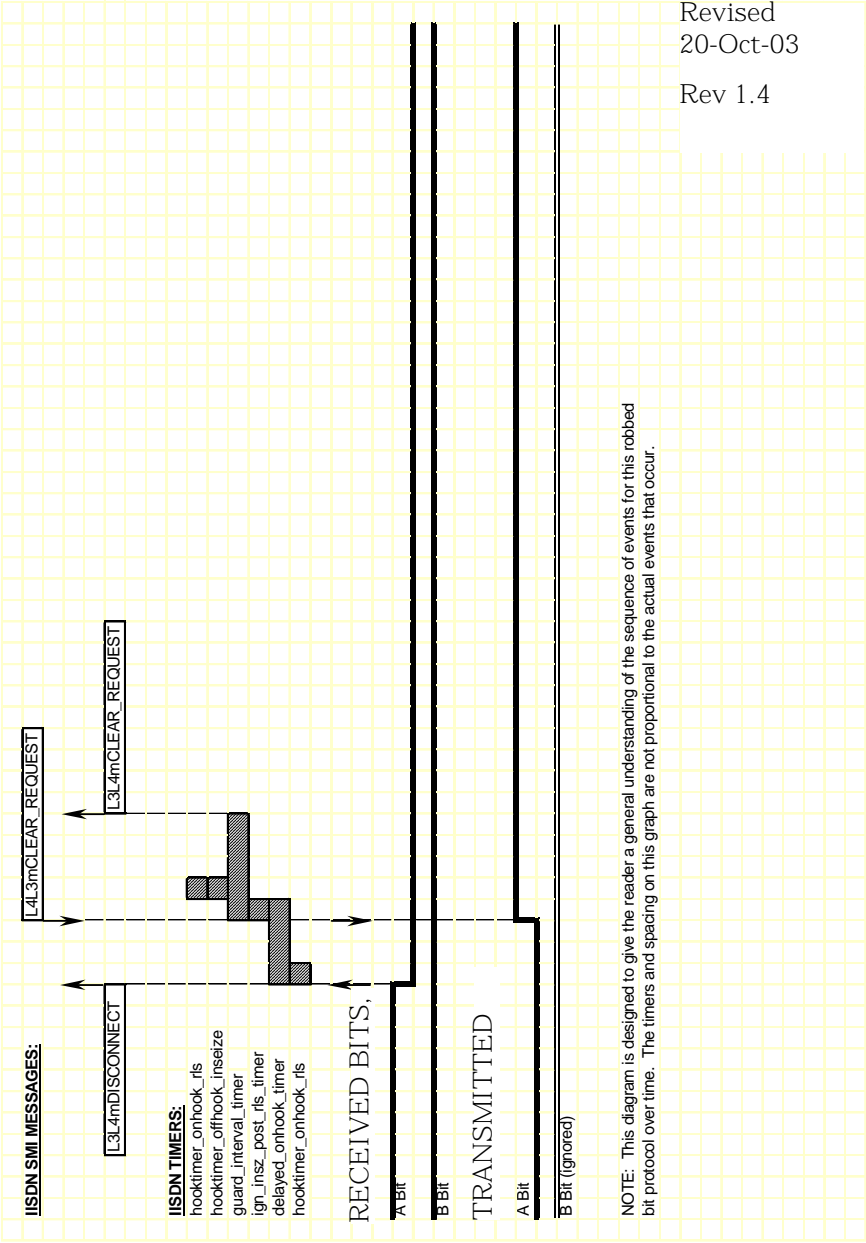 Revised
20-Oct-03
Rev 1.4
IISDN SMI MESSAGES:
L4L3mCLEAR_REQUEST
L3L4mDISCONNECT
L3L4mCLEAR_REQUEST
IISDN TIMERS:
hooktimer_onhook_rls
hooktimer_offhook_inseize
guard_interval_timer
ign_insz_post_rls_timer
delayed_onhook_timer
hooktimer_onhook_rls
RECEIVED BITS,
A Bit
B Bit
TRANSMITTED
A Bit
B Bit (ignored)
NOTE: This diagram is designed to give the reader a general understanding of the sequence of events for this robbed
bit protocol over time. The timers and spacing on this graph are not proportional to the actual events that occur.